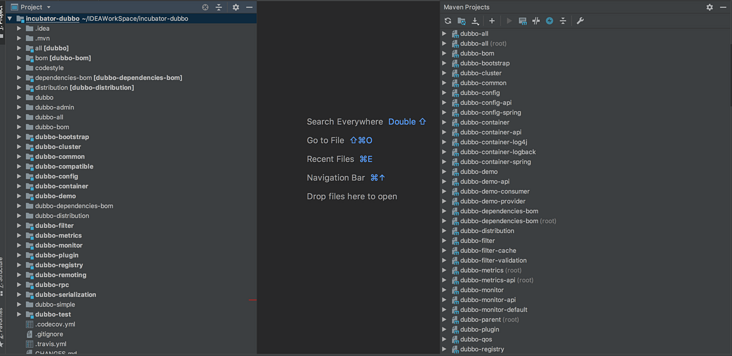 Project
incubator-dubbo ~/IDEAWorkSpace/incubator-dubbo
.idea
.mvn
all [dubbo]
bom [dubbo-bom]
codestyle
dependencies-bom [dubbo-dependencies-bom]
distribution [dubbo-distribution]
dubbo
dubbo-admin
dubbo-all
dubbo-bom
dubbo-bootstrap
dubbo-cluster
dubbo-common
dubbo-compatible
dubbo-config
dubbo-container
dubbo-demo
dubbo-dependencies-bom
dubbo-distribution
dubbo-filter
dubbo-metrics
dubbo-monitor
dubbo-plugin
dubbo-registry
dubbo-remoting
dubbo-rpc
dubbo-serialization
dubbo-simple
dubbo-test
.codecov.yml
.gitignore
.travis.yml
CHANGES.md
Search Everywhere Double ⇧
Go to File ⇧⌘O
Recent Files ⌘E
Navigation Bar ⌘↑
Drop files here to open
Maven Projects
dubbo-all
dubbo-all (root)
dubbo-bom
dubbo-bootstrap
dubbo-cluster
dubbo-common
dubbo-config
dubbo-config-api
dubbo-config-spring
dubbo-container
dubbo-container-api
dubbo-container-log4j
dubbo-container-logback
dubbo-container-spring
dubbo-demo
dubbo-demo-api
dubbo-demo-consumer
dubbo-demo-provider
dubbo-dependencies-bom
dubbo-dependencies-bom (root)
dubbo-distribution
dubbo-filter
dubbo-filter-cache
dubbo-filter-validation
dubbo-metrics (root)
dubbo-metrics-api (root)
dubbo-monitor
dubbo-monitor-api
dubbo-monitor-default
dubbo-parent (root)
dubbo-plugin
dubbo-qos
dubbo-registry